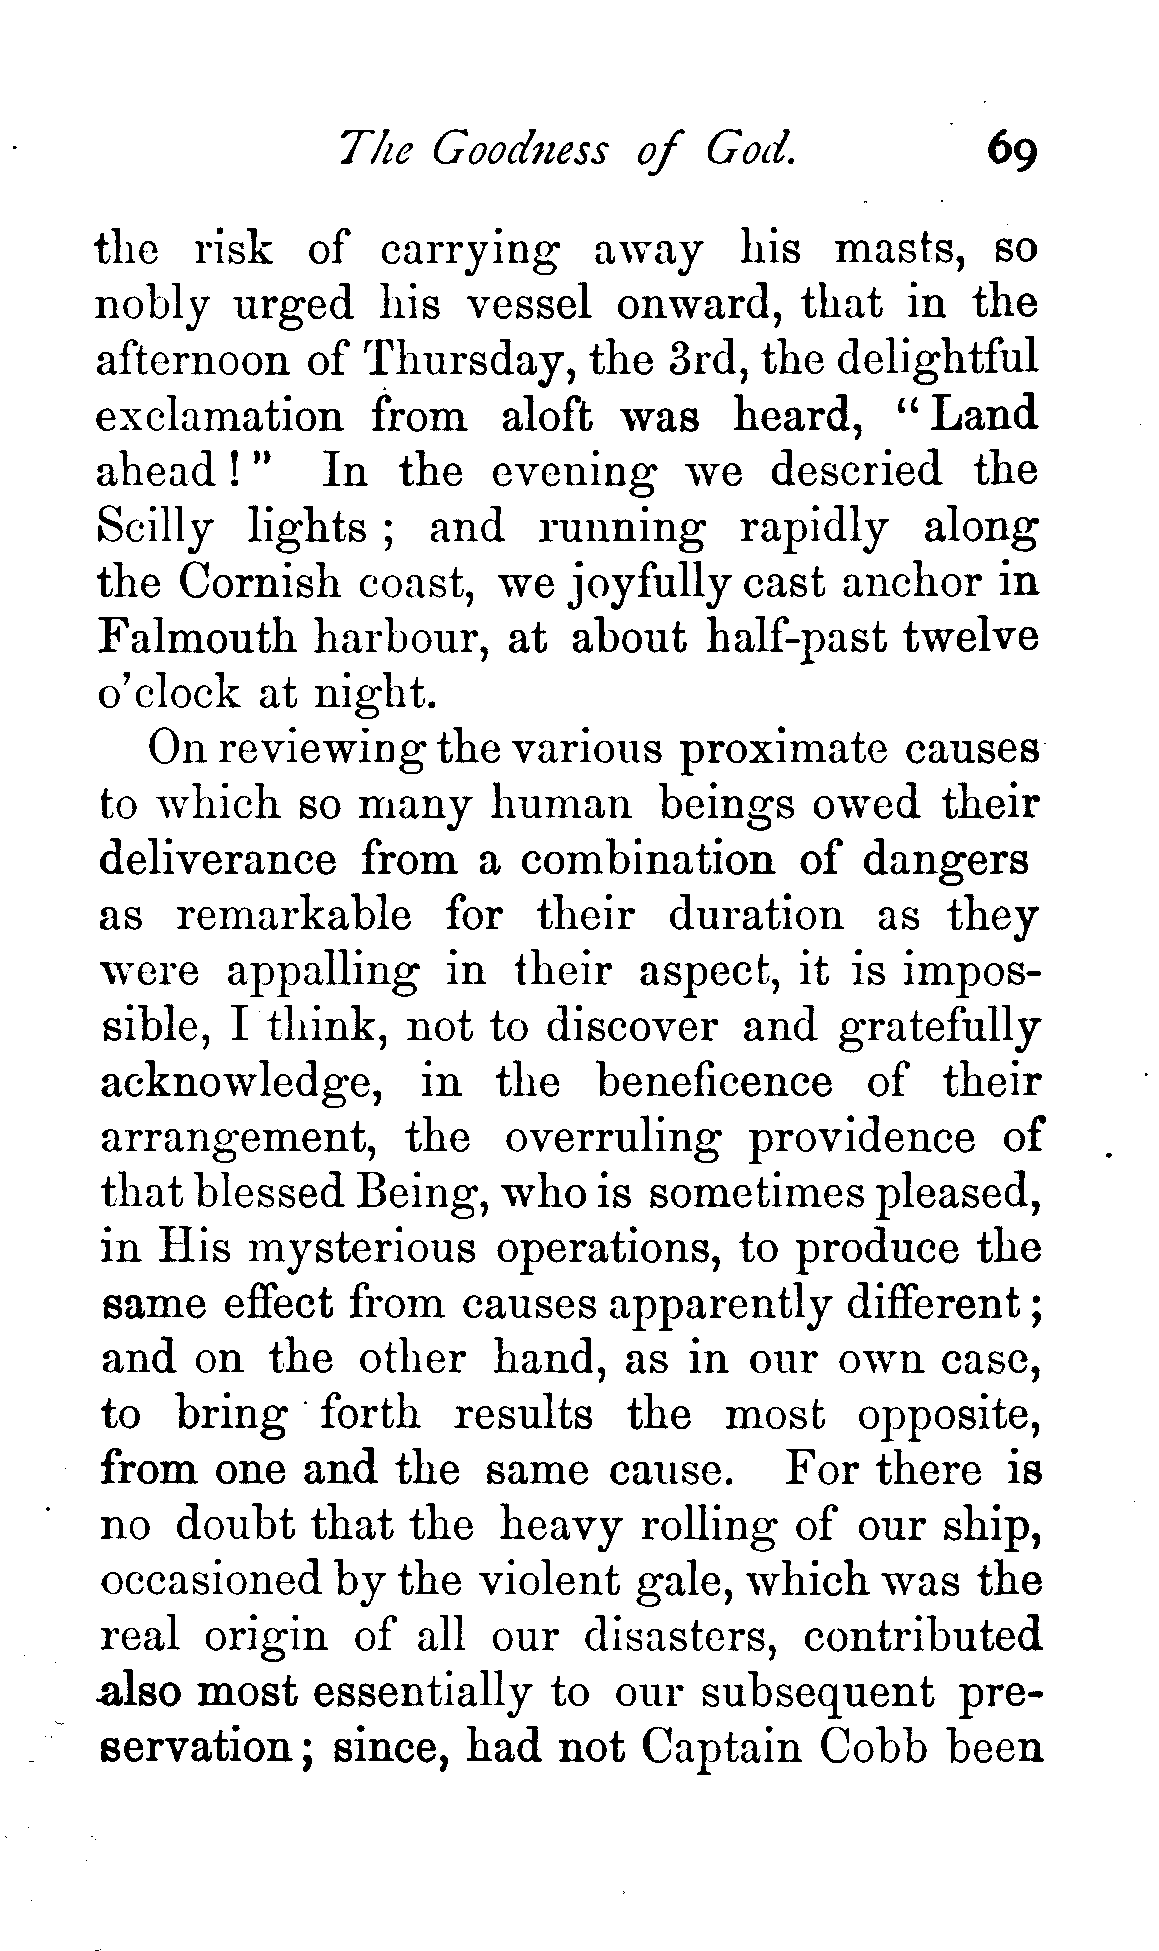 The Goodness of God. 69
the risk of carrying away his masts, so
nobly urged his vessel onward, that in the
afternoon of Thursday, the 3rd, the delightful
exclamation from aloft was heard, “Land
ahead!” In the evening we descried the
Scilly lights; and running rapidly along
the Cornish coast, we joyfully cast anchor in
Falmouth harbour, at about half-past twelve
o’clock at night.
On reviewing the various proximate causes
to which so many human beings owed their
deliverance from a combination of dangers
as remarkable for their duration as they
were appalling in their aspect, it is impos-
sible, I think, not to discover and gratefully
acknowledge, in the beneficence of their
arrangement, the overruling providence of
that blessed Being, who is sometimes pleased,
in His mysterious operations, to produce the
same effect from causes apparently different;
and on the other hand, as in our own case,
to bring forth results the most opposite,
from one and the same cause. For there is
no doubt that the heavy rolling of our ship,
occasioned by the violent gale, which was the
real origin of all our disasters, contributed
also most essentially to our subsequent pre-
servation; since, had not Captain Cobb been